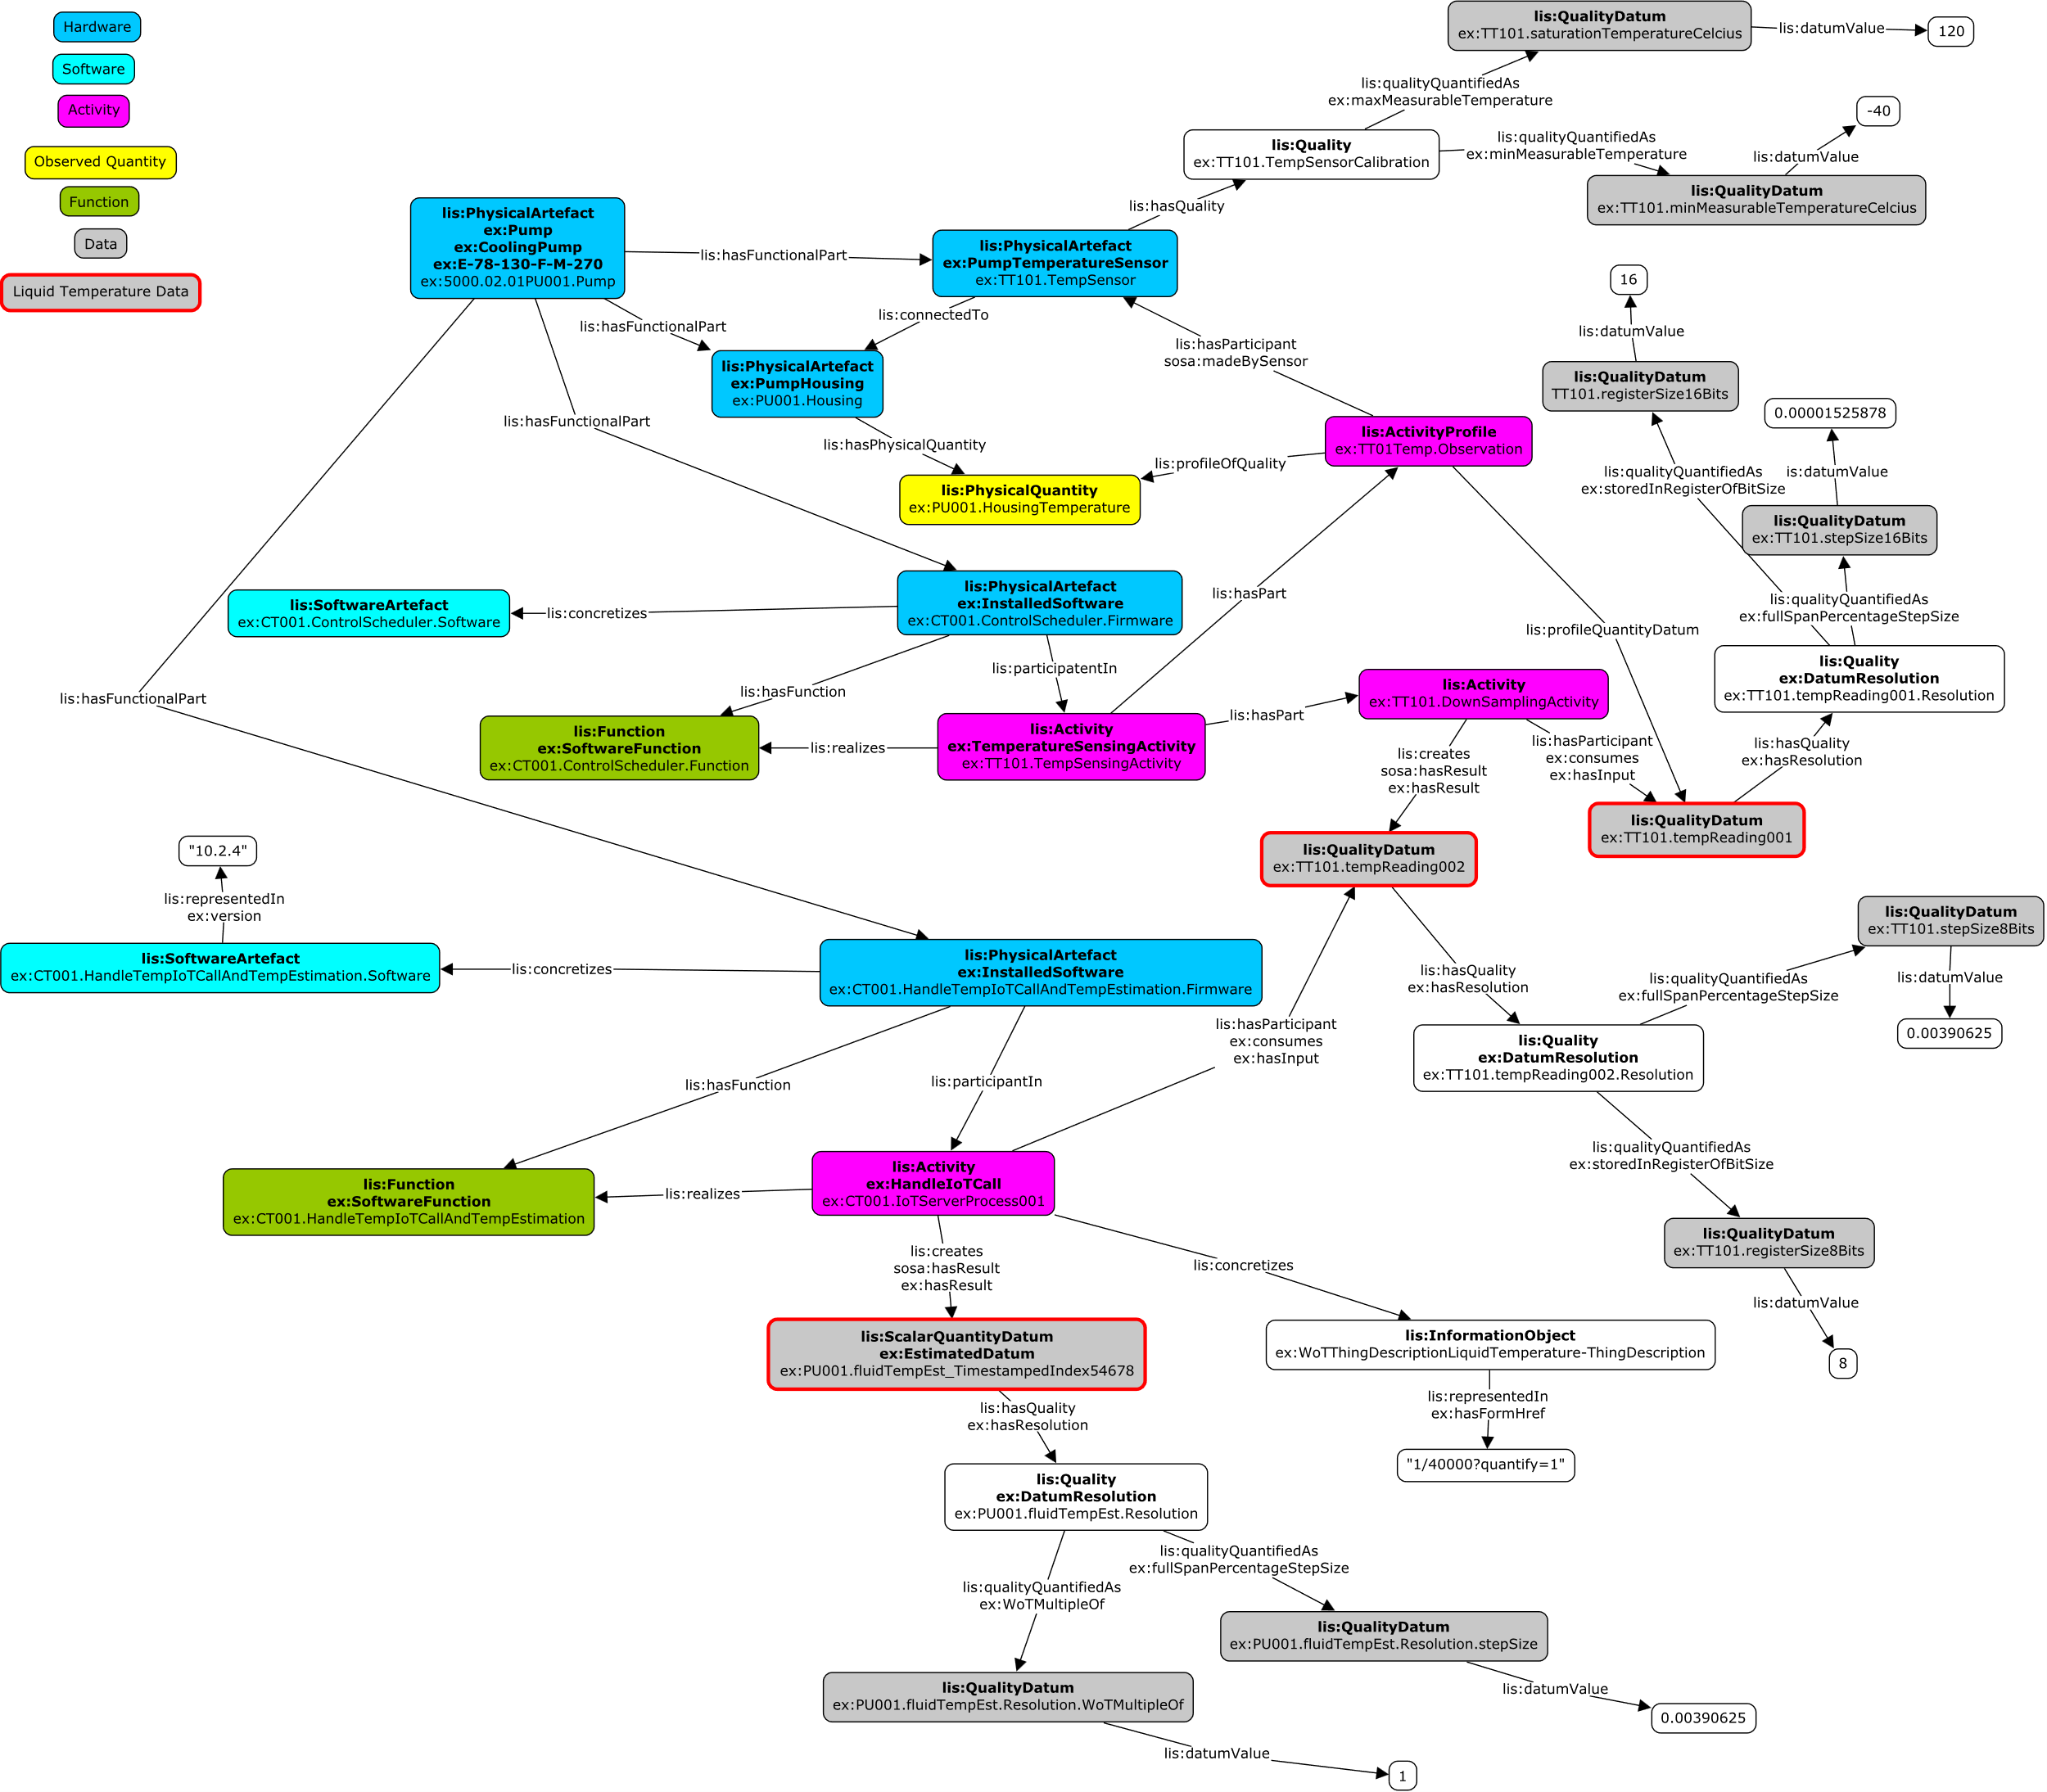 Hardware
Software
Activity
Observed Quantity
Function
Data
Liquid Temperature Data
lis:QualityDatum
ex:TT101.saturationTemperatureCelcius
lis:datumValue
120
lis:qualityQuantifiedAs
ex:maxMeasurableTemperature
-40
lis:Quality
ex:TT101.TempSensorCalibration
lis:qualityQuantifiedAs
ex:minMeasurableTemperature
lis:datumValue
lis:QualityDatum
ex:TT101.minMeasurableTemperatureCelcius
lis:hasQuality
lis:PhysicalArtefact
ex:Pump
ex:CoolingPump
ex:E-78-130-F-M-270
ex:5000.02.01PU001.Pump
lis:hasFunctionalPart
lis:PhysicalArtefact
ex:PumpTemperatureSensor
ex:TT101.TempSensor
16
lis:hasFunctionalPart
lis:connectedTo
lis:datumValue
lis:hasParticipant
sosa:madeBySensor
lis:PhysicalArtefact
ex:PumpHousing
ex:PU001.Housing
lis:QualityDatum
TT101.registerSize16Bits
0.00001525878
lis:hasFunctionalPart
lis:hasPhysicalQuantity
lis:ActivityProfile
ex:TT01Temp.Observation
lis:profileOfQuality
lis:qualityQuantifiedAs
ex:storedInRegisterOfBitSize
is:datumValue
lis:PhysicalQuantity
ex:PU001.HousingTemperature
lis:QualityDatum
ex:TT101.stepSize16Bits
lis:PhysicalArtefact
ex:InstalledSoftware
ex:CT001.ControlScheduler.Firmware
lis:hasPart
lis:SoftwareArtefact
ex:CT001.ControlScheduler.Software
lis:concretizes
lis:qualityQuantifiedAs
ex:fullSpanPercentageStepSize
lis:profileQuantityDatum
lis:hasFunctionalPart
lis:hasFunction
lis:participatentIn
lis:Quality
ex:DatumResolution
ex:TT101.tempReading001.Resolution
lis:Activity
ex:TT101.DownSamplingActivity
lis:hasPart
lis:Function
ex:SoftwareFunction
ex:CT001.ControlScheduler.Function
lis:realizes
lis:Activity
ex:TemperatureSensingActivity
ex:TT101.TempSensingActivity
lis:creates
sosa:hasResult
ex:hasResult
lis:hasParticipant
ex:consumes
ex:hasInput
lis:hasQuality
ex:hasResolution
lis:QualityDatum
ex:TT101.tempReading001
"10.2.4"
lis:QualityDatum
ex:TT101.tempReading002
lis:representedIn
ex:version
lis:QualityDatum
ex:TT101.stepSize8Bits
lis:SoftwareArtefact
ex:CT001.HandleTempIoTCallAndTempEstimation.Software
lis:concretizes
lis:PhysicalArtefact
ex:InstalledSoftware
ex:CT001.HandleTempIoTCallAndTempEstimation.Firmware
lis:hasQuality
ex:hasResolution
lis:qualityQuantifiedAs
ex:fullSpanPercentageStepSize
lis:datumValue
0.00390625
lis:hasParticipant
ex:consumes
ex:hasInput
lis:Quality
ex:DatumResolution
ex:TT101.tempReading002.Resolution
lis:hasFunction
lis:participantIn
lis:qualityQuantifiedAs
ex:storedInRegisterOfBitSize
lis:Function
ex:SoftwareFunction
ex:CT001.HandleTempIoTCallAndTempEstimation
lis:realizes
lis:Activity
ex:HandleIoTCall
ex:CT001.IoTServerProcess001
lis:QualityDatum
ex:TT101.registerSize8Bits
lis:creates
sosa:hasResult
ex:hasResult
lis:concretizes
lis:datumValue
8
lis:ScalarQuantityDatum
ex:EstimatedDatum
ex:PU001.fluidTempEst_TimestampedIndex54678
lis:InformationObject
ex:WoTThingDescriptionLiquidTemperature-ThingDescription
lis:hasQuality
ex:hasResolution
lis:representedIn
ex:hasFormHref
"1/40000?quantify=1"
lis:Quality
ex:DatumResolution
ex:PU001.fluidTempEst.Resolution
lis:qualityQuantifiedAs
ex:fullSpanPercentageStepSize
lis:qualityQuantifiedAs
ex:WoTMultipleOf
lis:QualityDatum
ex:PU001.fluidTempEst.Resolution.stepSize
lis:QualityDatum
ex:PU001.fluidTempEst.Resolution.WoTMultipleOf
lis:datumValue
0.00390625
lis:datumValue
1